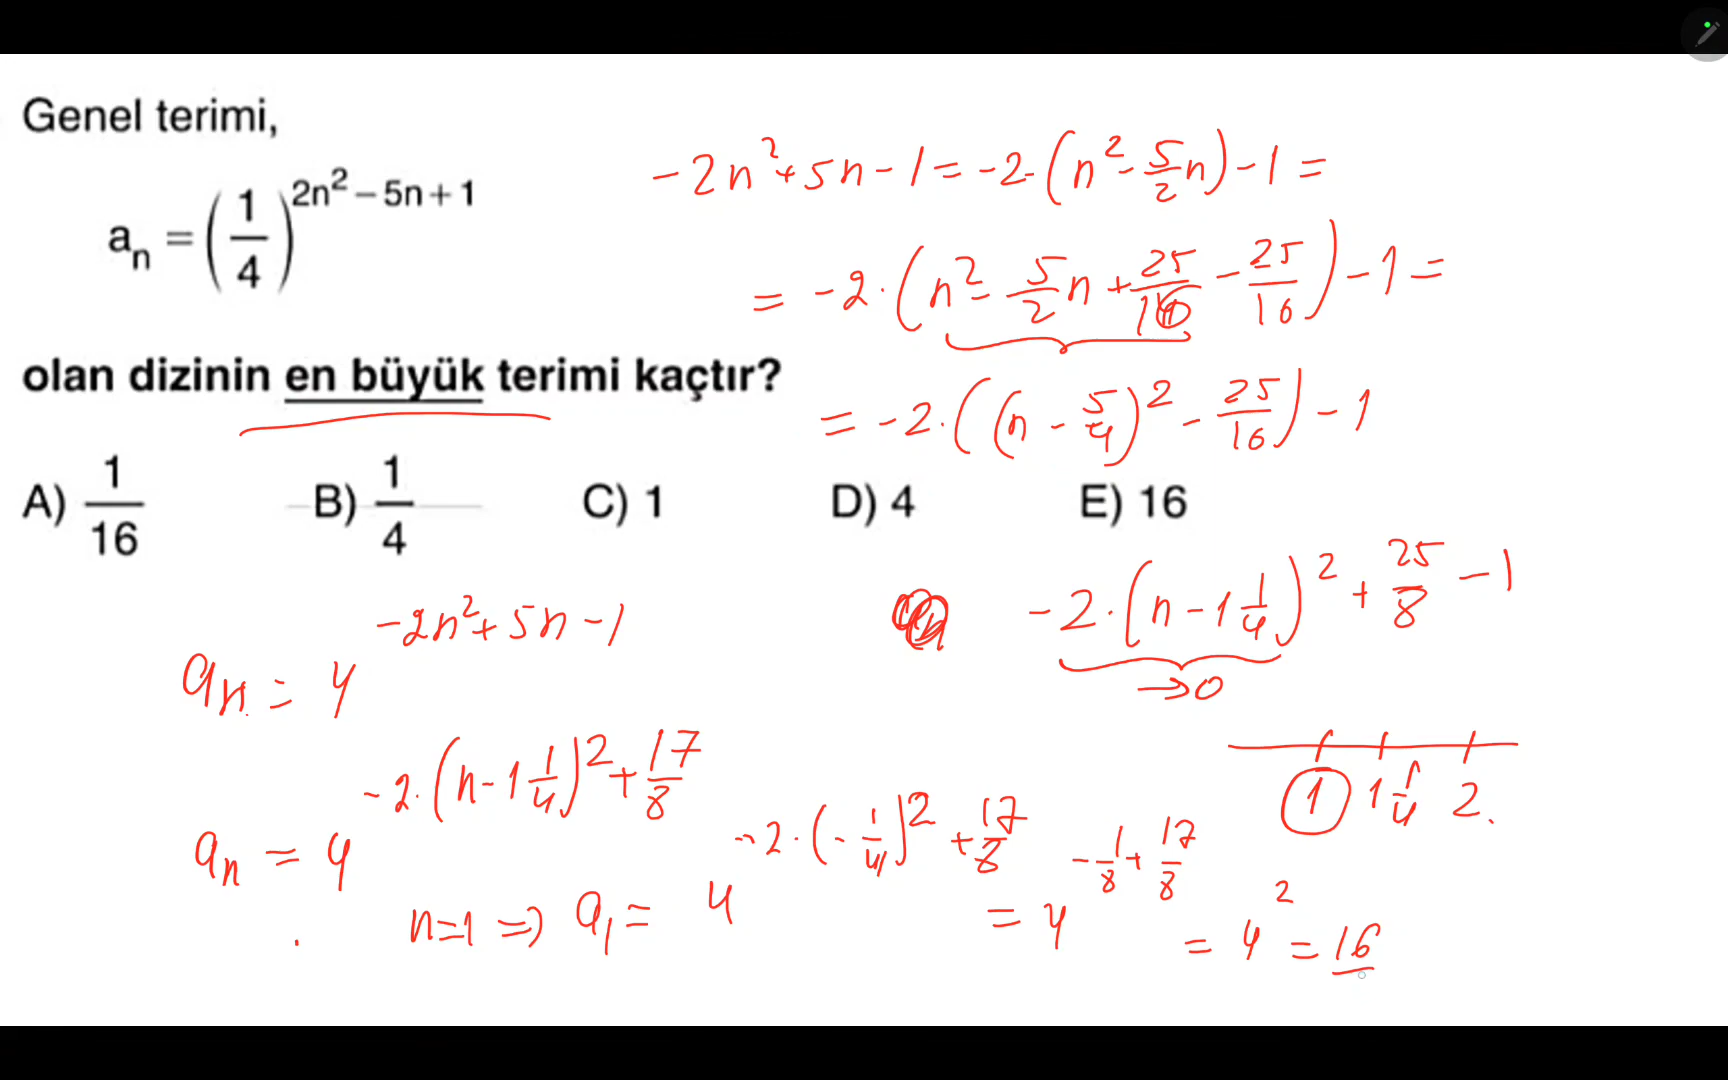 Genel terimi,
aₙ = (1/4)^(2n² – 5n + 1)
olan dizinin en büyük terimi kaçtır?
A) 1/16 B) 1/4 C) 1 D) 4 E) 16
-2n² + 5n - 1 = -2·(n² - 5/2 n) - 1 =
= -2·(n² - 5/2 n + 25/16 - 25/16) - 1 =
= -2·((n - 5/4)² - 25/16) - 1
-2·(n - 1 1/4)² + 25/8 - 1
→0
1 1 1/4 2.
aₙ = 4^(-2n² + 5n - 1)
aₙ = 4^(-2·(n - 1 1/4)² + 17/8)
n=1 => a₁ = 4^(-2·(-1/4)² + 17/8) = 4^(-1/8 + 17/8) = 4² = 16